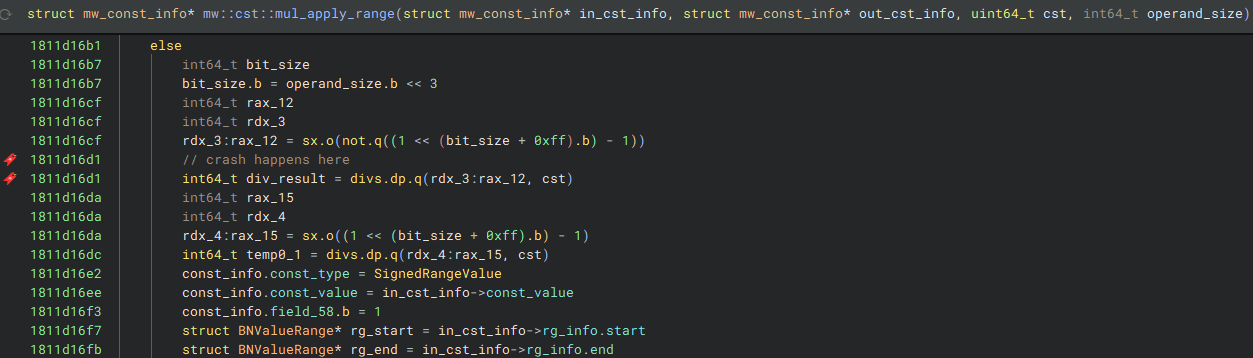 struct mw_const_info* mw::cst::mul_apply_range(struct mw_const_info* in_cst_info, struct mw_const_info* out_cst_info, uint64_t cst, int64_t operand_size)
1811d16b1 else
1811d16b7 int64_t bit_size
1811d16b7 bit_size.b = operand_size.b << 3
1811d16cf int64_t rax_12
1811d16cf int64_t rdx_3
1811d16cf rdx_3:rax_12 = sx.o(not.q((1 << (bit_size + 0xff).b) - 1))
1811d16d1 // crash happens here
1811d16d1 int64_t div_result = divs.dp.q(rdx_3:rax_12, cst)
1811d16da int64_t rax_15
1811d16da int64_t rdx_4
1811d16da rdx_4:rax_15 = sx.o((1 << (bit_size + 0xff).b) - 1)
1811d16dc int64_t temp0_1 = divs.dp.q(rdx_4:rax_15, cst)
1811d16e2 const_info.const_type = SignedRangeValue
1811d16ee const_info.const_value = in_cst_info->const_value
1811d16f3 const_info.field_58.b = 1
1811d16f7 struct BNValueRange* rg_start = in_cst_info->rg_info.start
1811d16fb struct BNValueRange* rg_end = in_cst_info->rg_info.end